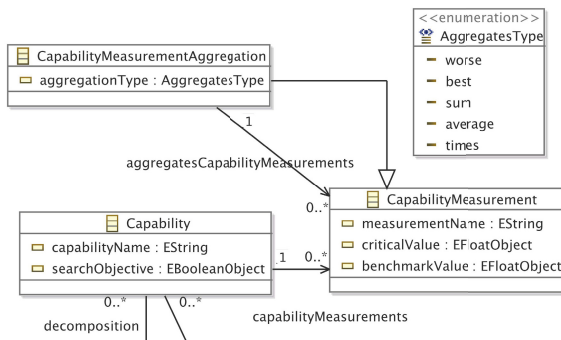 <<enumeration>>
AggregatesType
worse
best
sum
average
times
CapabilityMeasurementAggregation
aggregationType : AggregatesType
1
aggregatesCapabilityMeasurements
0..*
CapabilityMeasurement
measurementName : EString
criticalValue : EFloatObject
benchmarkValue : EFloatObject
Capability
capabilityName : EString
searchObjective : EBooleanObject
1
0..*
0..*
0..*
capabilityMeasurements
decomposition